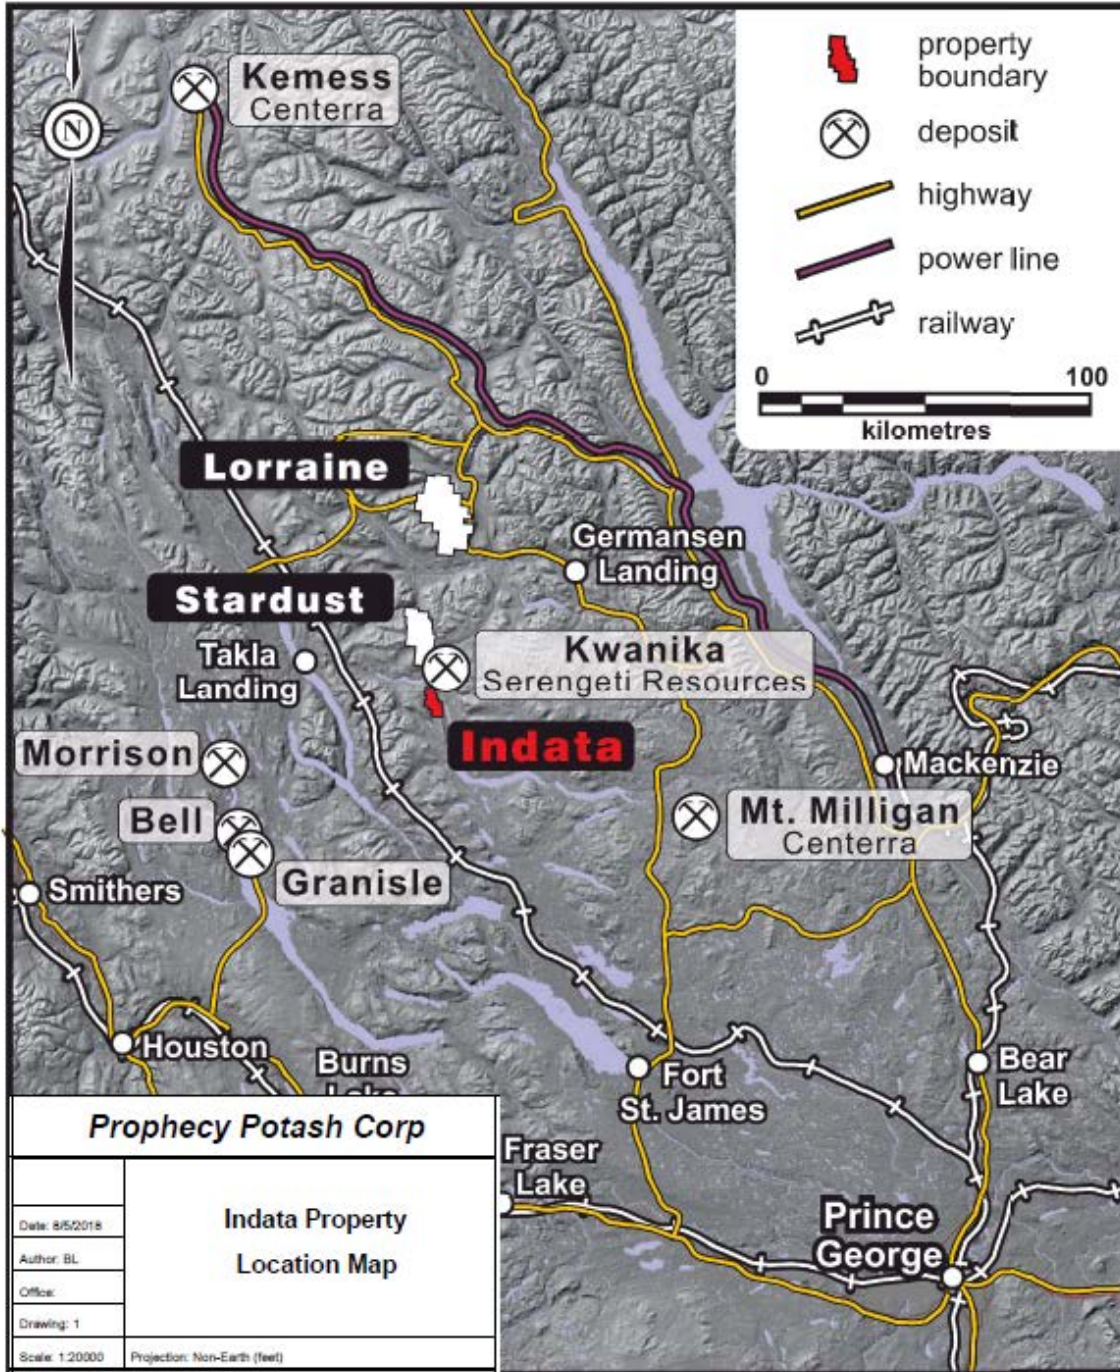 Kemess
Centerra
N
property
boundary
deposit
highway
power line
railway
0 100
kilometres
Lorraine
Germansen
Landing
Stardust
Takla
Landing
Kwanika
Serengeti Resources
Indata
Morrison
Mackenzie
Bell
Mt. Milligan
Centerra
Granisle
Smithers
Houston
Burns
Lake
Fort
St. James
Bear
Lake
Fraser
Lake
Prince
George
Prophecy Potash Corp
Indata Property
Location Map
Date: 8/5/2018
Author: BL
Office:
Drawing: 1
Scale: 1:20000
Projection: Non-Earth (feet)